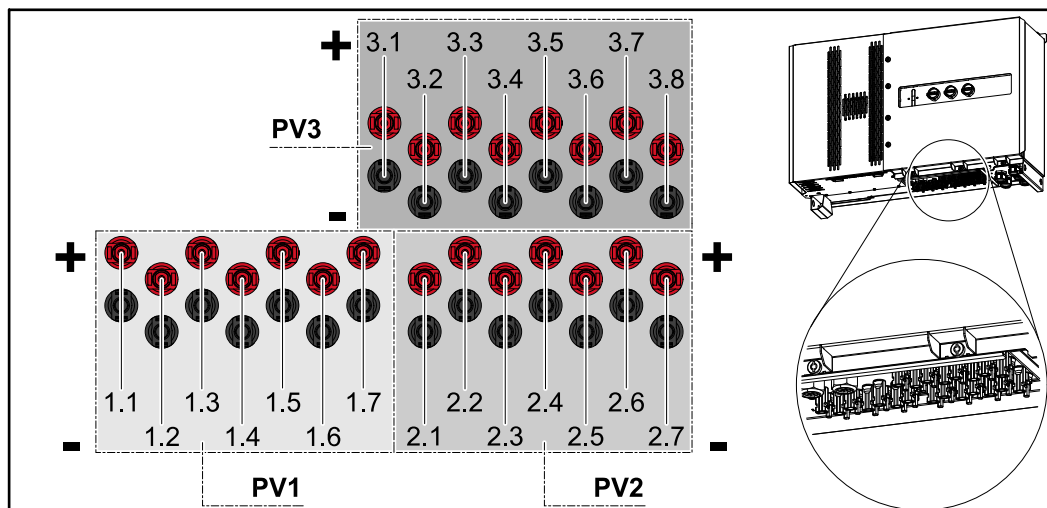 + 3.1 3.3 3.5 3.7
3.2 3.4 3.6 3.8
PV3
-
+ +
1.1 1.3 1.5 1.7 2.2 2.4 2.6
- 1.2 1.4 1.6 2.1 2.3 2.5 2.7 -
PV1 PV2